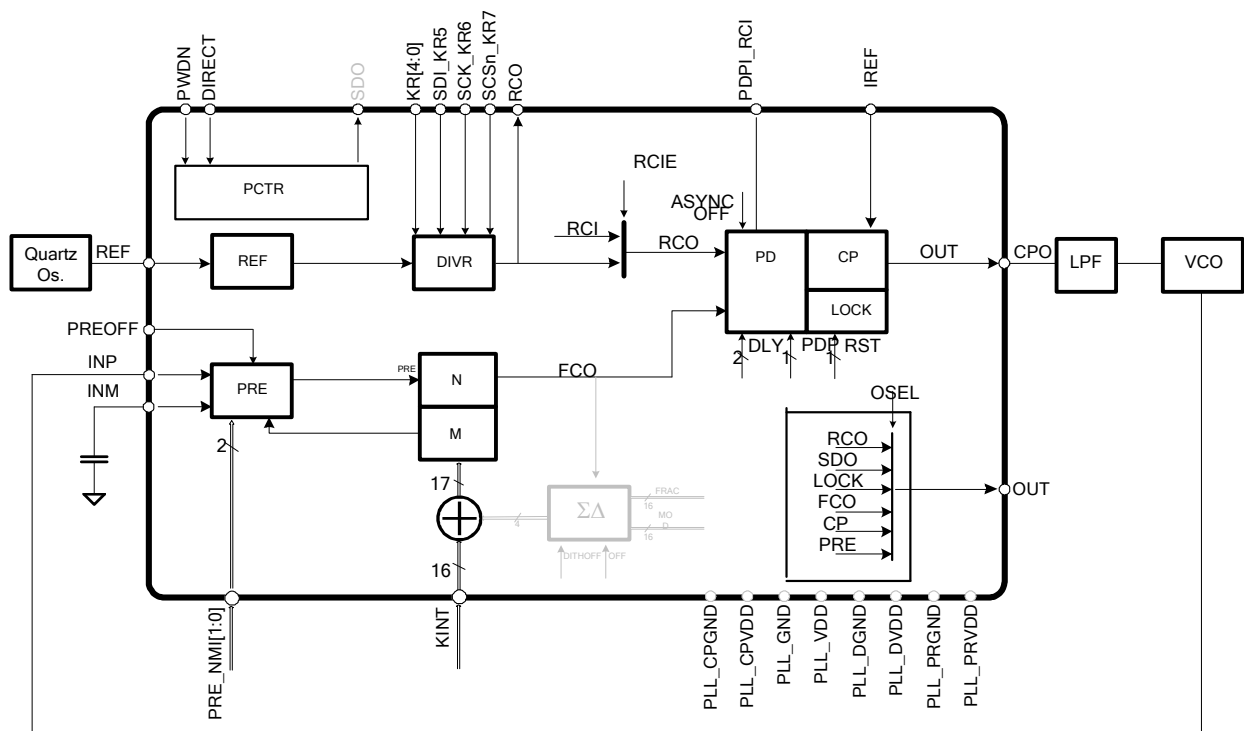 PWDN
DIRECT
SDO
KR[4:0]
SDI_KR5
SCK_KR6
SCSn_KR7
RCO
PDPI_RCI
IREF
PCTR
RCIE
ASYNC
OFF
RCI
RCO
Quartz
Os.
REF
REF
DIVR
PD
CP
LOCK
OUT
CPO
LPF
VCO
PREOFF
INP
INM
PRE
PRE
N
M
FCO
2
DLY
1
PDP
1
RST
2
17
16
4
ΣΔ
FRAC
16
MO
D
16
DITHOFF
OFF
OSEL
RCO
SDO
LOCK
FCO
CP
PRE
OUT
PRE_NMI[1:0]
KINT
PLL_CPGND
PLL_CPVDD
PLL_GND
PLL_VDD
PLL_DGND
PLL_DVDD
PLL_PRGND
PLL_PRVDD